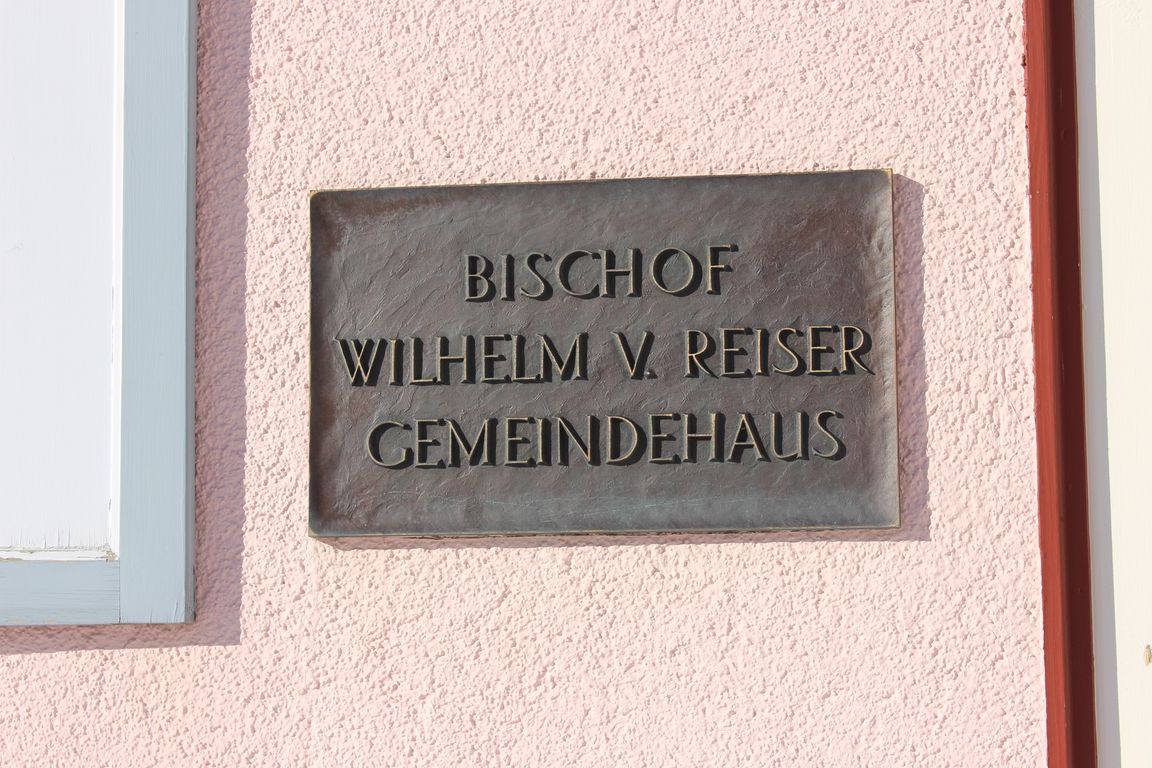 BISCHOF
WILHELM V. REISER
GEMEINDEHAUS